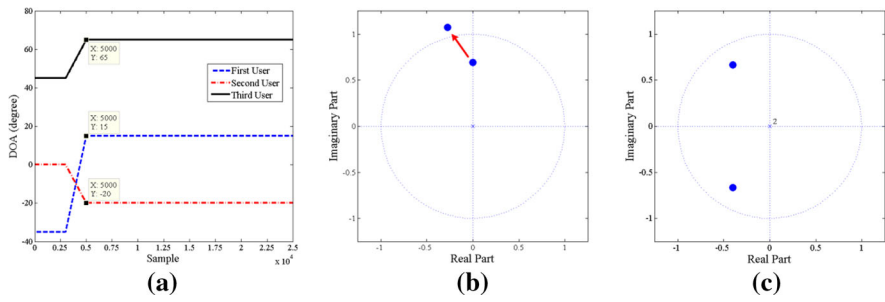 80
60
40
20
0
-20
-40
DOA (degree)
X: 5000
Y: 65
First User
Second User
Third User
X: 5000
Y: 15
X: 5000
Y: -20
0 0.25 0.5 0.75 1 1.25 1.5 1.75 2 2.25 2.5
x 10^4
Sample
(a)
1
0.5
0
-0.5
-1
Imaginary Part
-1 -0.5 0 0.5 1
Real Part
(b)
1
0.5
0
-0.5
-1
Imaginary Part
2
-1 -0.5 0 0.5 1
Real Part
(c)